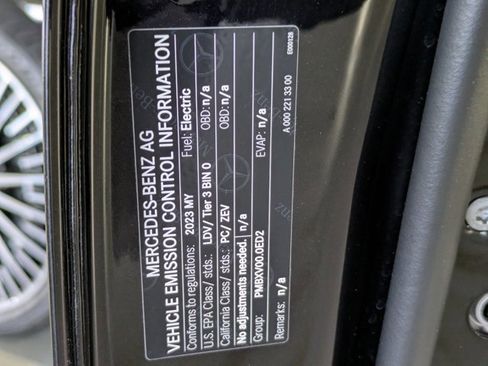 MERCEDES-BENZ AG
VEHICLE EMISSION CONTROL INFORMATION
Conforms to regulations: 2023 MY Fuel: Electric
U.S. EPA Class/ stds.: LDV/ Tier 3 BIN 0 OBD: n/a
California Class/ stds.: PC/ ZEV OBD: n/a
No adjustments needed. n/a
Group: PMBXV00.0ED2 EVAP: n/a
Remarks: n/a A 000 221 33 00
E000128